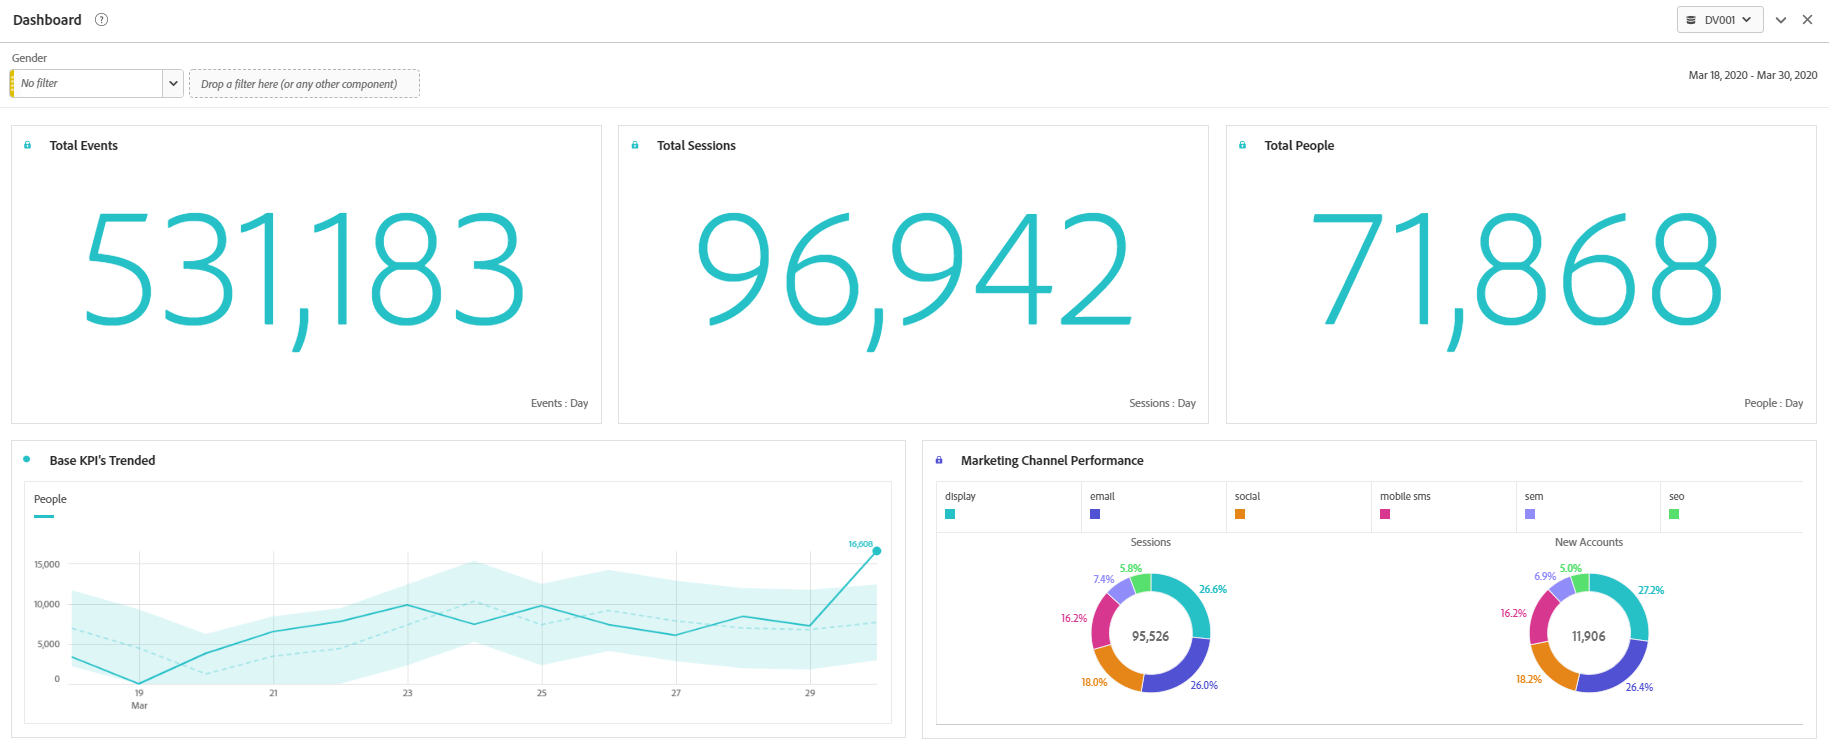 Dashboard ?
DV001
Gender
No filter
Drop a filter here (or any other component)
Mar 18, 2020 - Mar 30, 2020
Total Events
531,183
Events : Day
Total Sessions
96,942
Sessions : Day
Total People
71,868
People : Day
Base KPI's Trended
People
16,608
15,000
10,000
5,000
0
19 21 23 25 27 29
Mar
Marketing Channel Performance
display email social mobile sms sem seo
Sessions
5.8%
7.4%
26.6%
16.2%
95,526
18.0%
26.0%
New Accounts
5.0%
6.9%
27.2%
16.2%
11,906
18.2%
26.4%